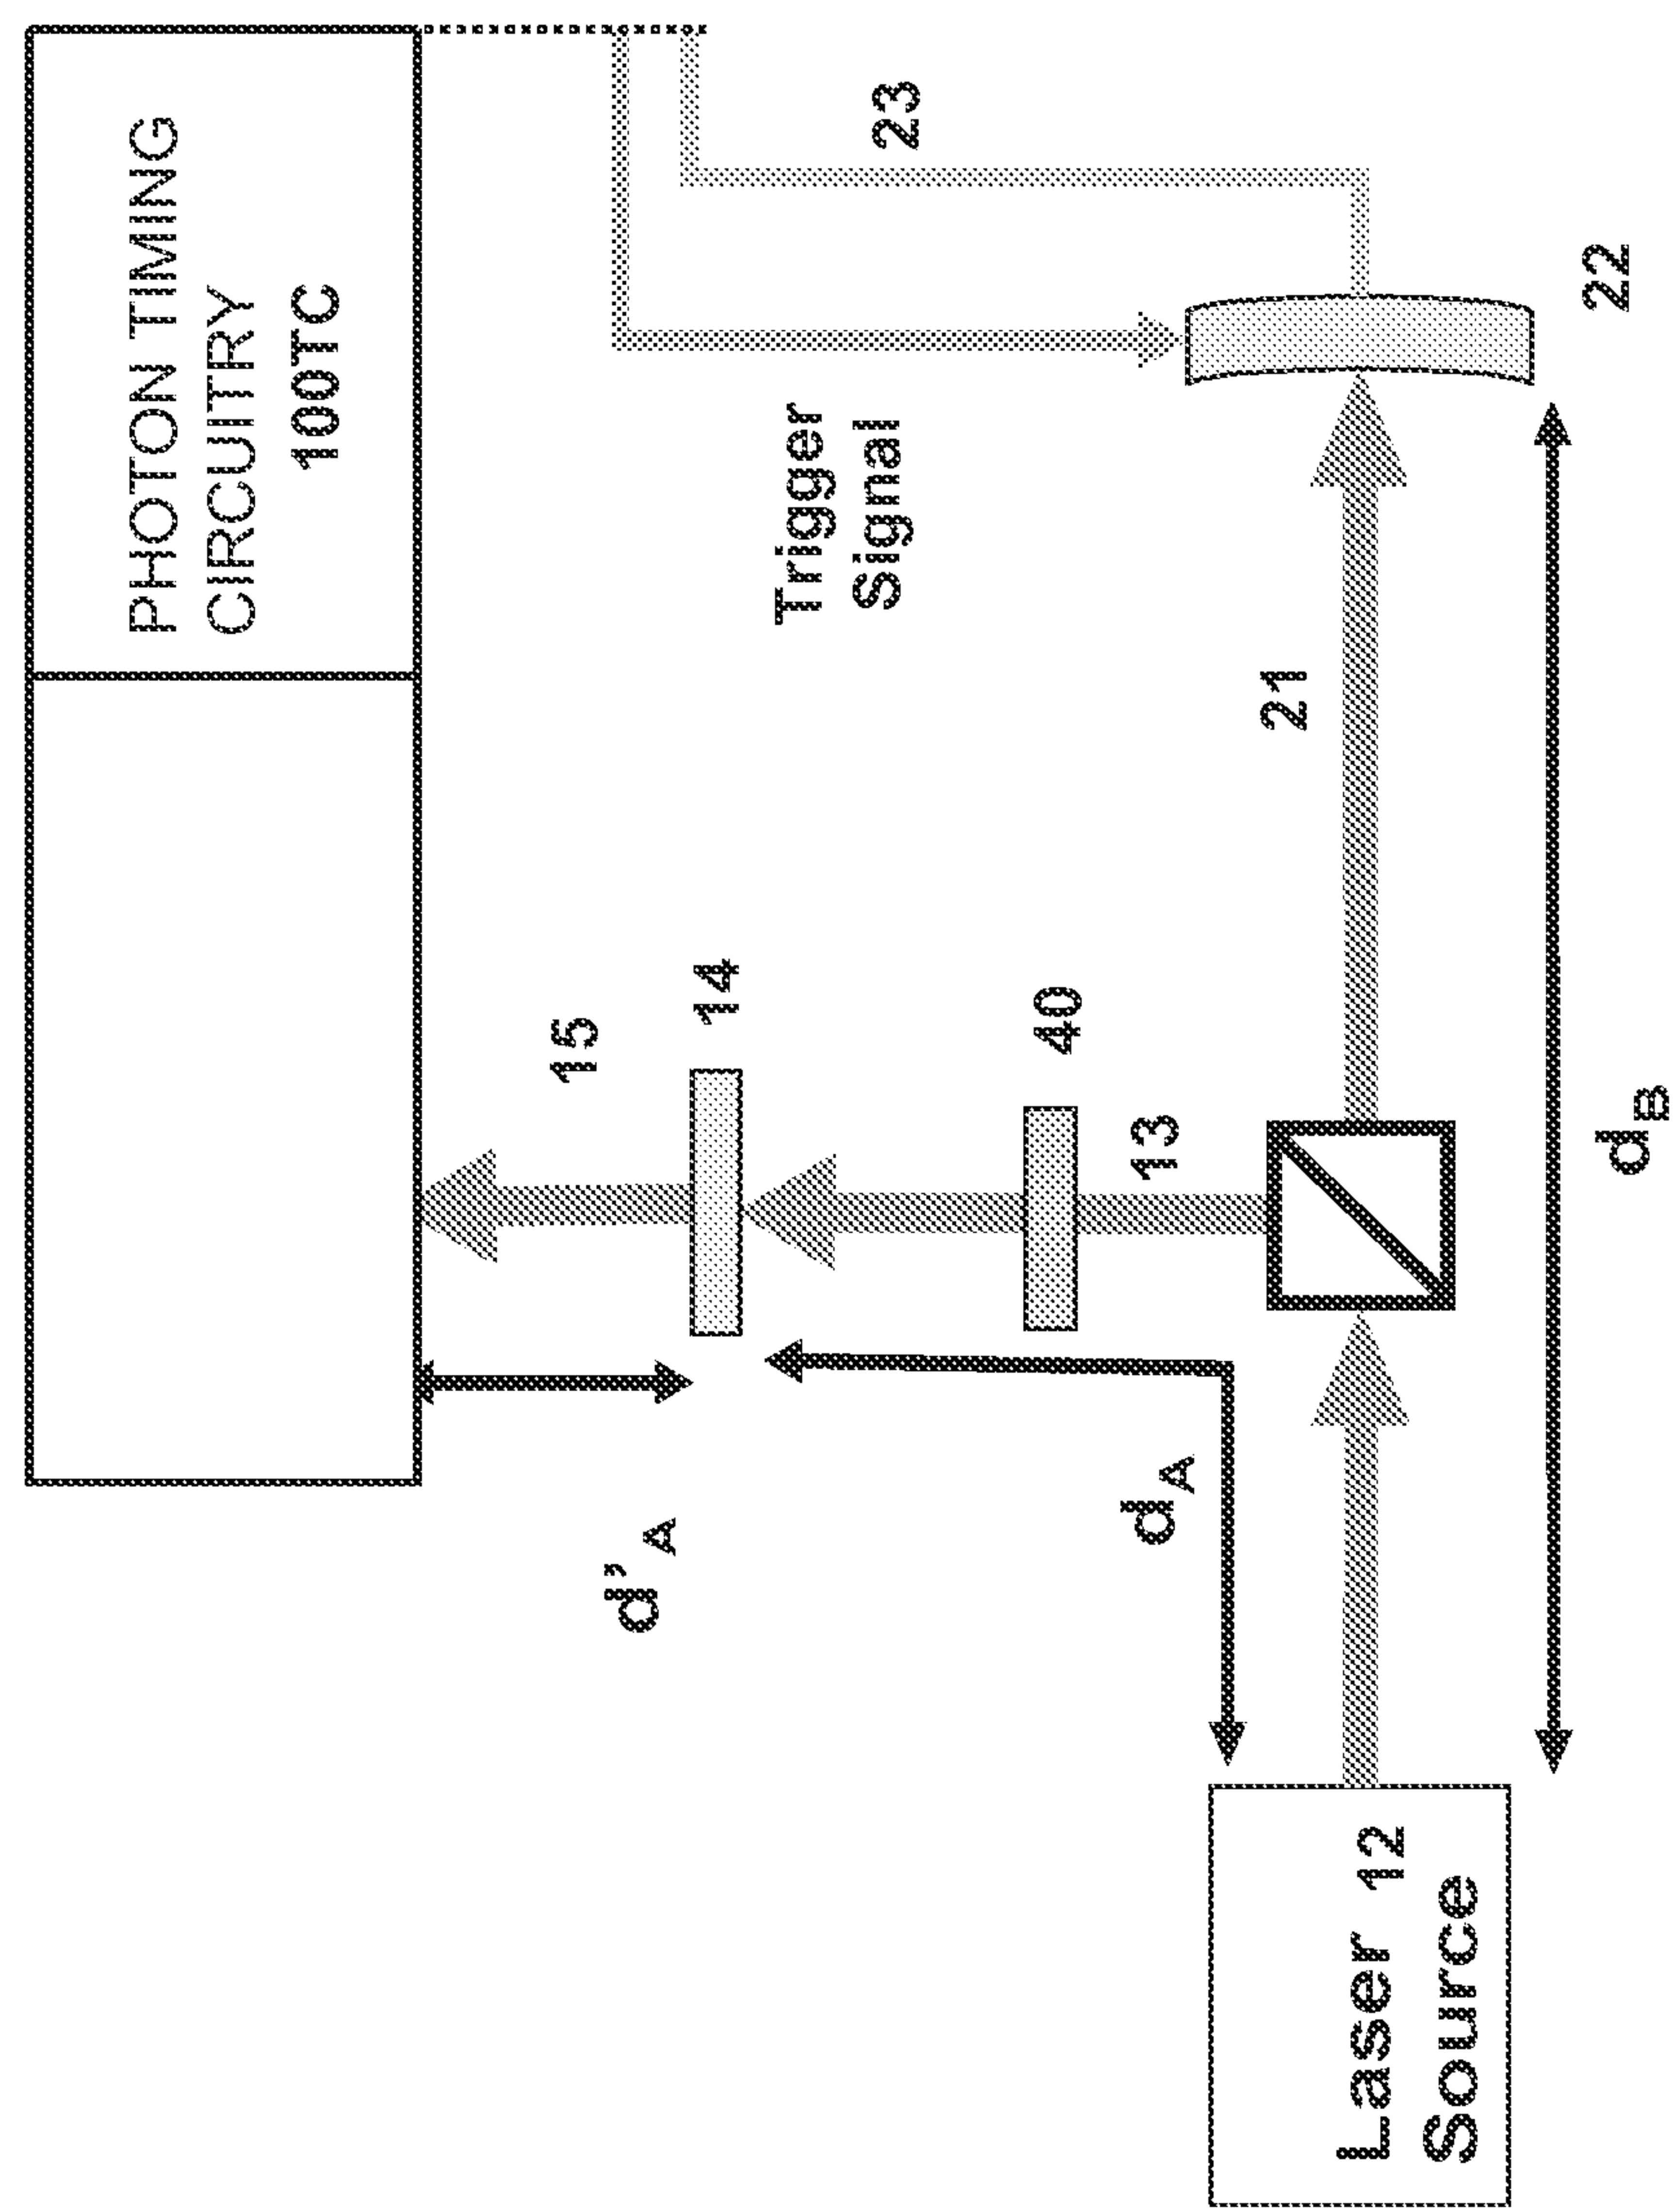 PHOTON TIMING
CIRCUITRY
100TC
23
Trigger
Signal
22
21
15
14
40
13
d'A
dA
dB
Laser 12
Source